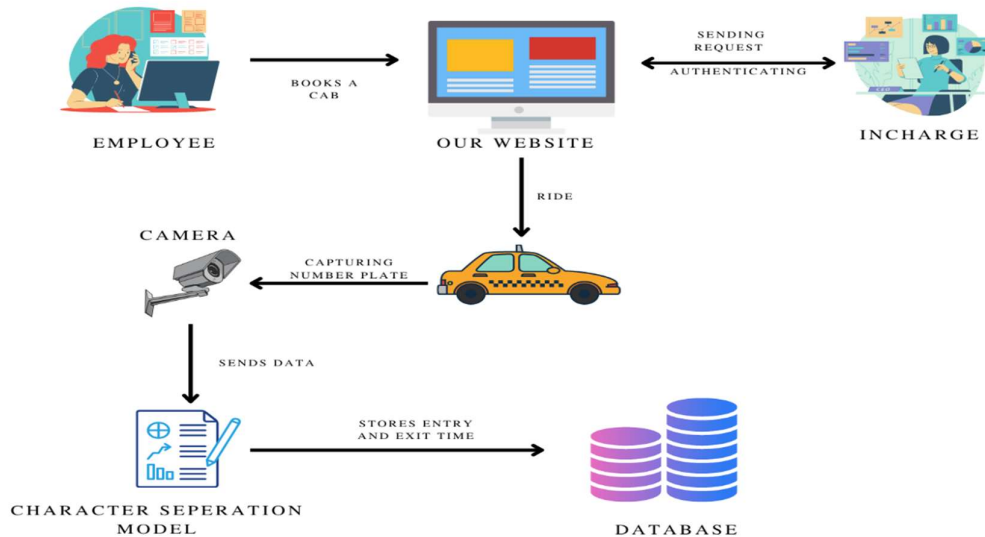 SENDING
REQUEST
AUTHENTICATING
BOOKS A
CAB
EMPLOYEE
OUR WEBSITE
INCHARGE
RIDE
CAMERA
CAPTURING
NUMBER PLATE
SENDS DATA
STORES ENTRY
AND EXIT TIME
CHARACTER SEPERATION
MODEL
DATABASE